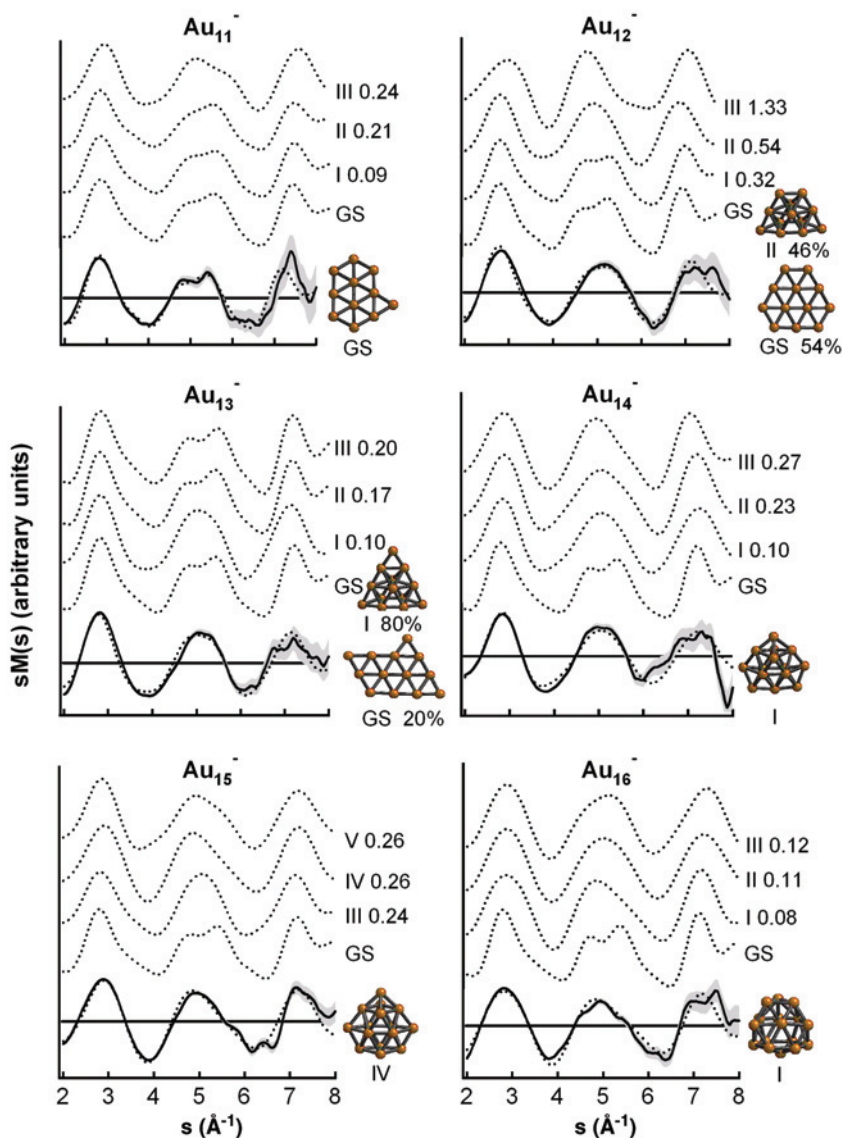 Au11-
III 0.24
II 0.21
I 0.09
GS
GS
Au12-
III 1.33
II 0.54
I 0.32
GS
II 46%
GS 54%
Au13-
III 0.20
II 0.17
I 0.10
GS
I 80%
GS 20%
Au14-
III 0.27
II 0.23
I 0.10
GS
I
sM(s) (arbitrary units)
Au15-
V 0.26
IV 0.26
III 0.24
GS
IV
2 3 4 5 6 7 8
s (Å-1)
Au16-
III 0.12
II 0.11
I 0.08
GS
I
2 3 4 5 6 7 8
s (Å-1)